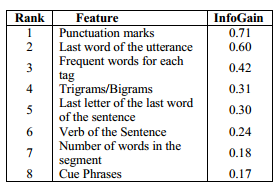 Rank Feature InfoGain
1 Punctuation marks 0.71
2 Last word of the utterance 0.60
3 Frequent words for each 0.42
tag
4 Trigrams/Bigrams 0.31
5 Last letter of the last word 0.30
of the sentence
6 Verb of the Sentence 0.24
7 Number of words in the 0.18
segment
8 Cue Phrases 0.17